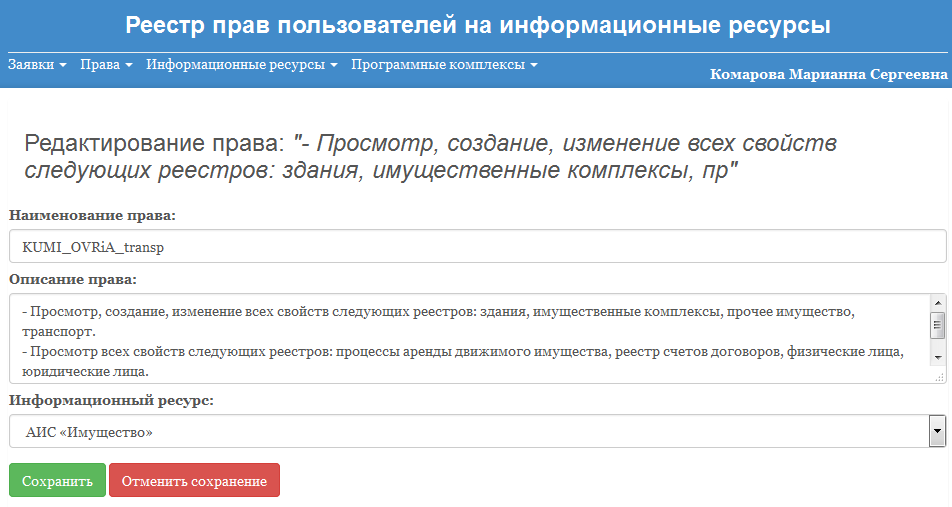 Реестр прав пользователей на информационные ресурсы
Заявки Права Информационные ресурсы Программные комплексы
Комарова Марианна Сергеевна
Редактирование права: "- Просмотр, создание, изменение всех свойств
следующих реестров: здания, имущественные комплексы, пр"
Наименование права:
KUMI_OVRiA_transp
Описание права:
- Просмотр, создание, изменение всех свойств следующих реестров: здания, имущественные комплексы, прочее имущество,
транспорт.
- Просмотр всех свойств следующих реестров: процессы аренды движимого имущества, реестр счетов договоров, физические лица,
юридические лица.
Информационный ресурс:
АИС «Имущество»
Сохранить Отменить сохранение